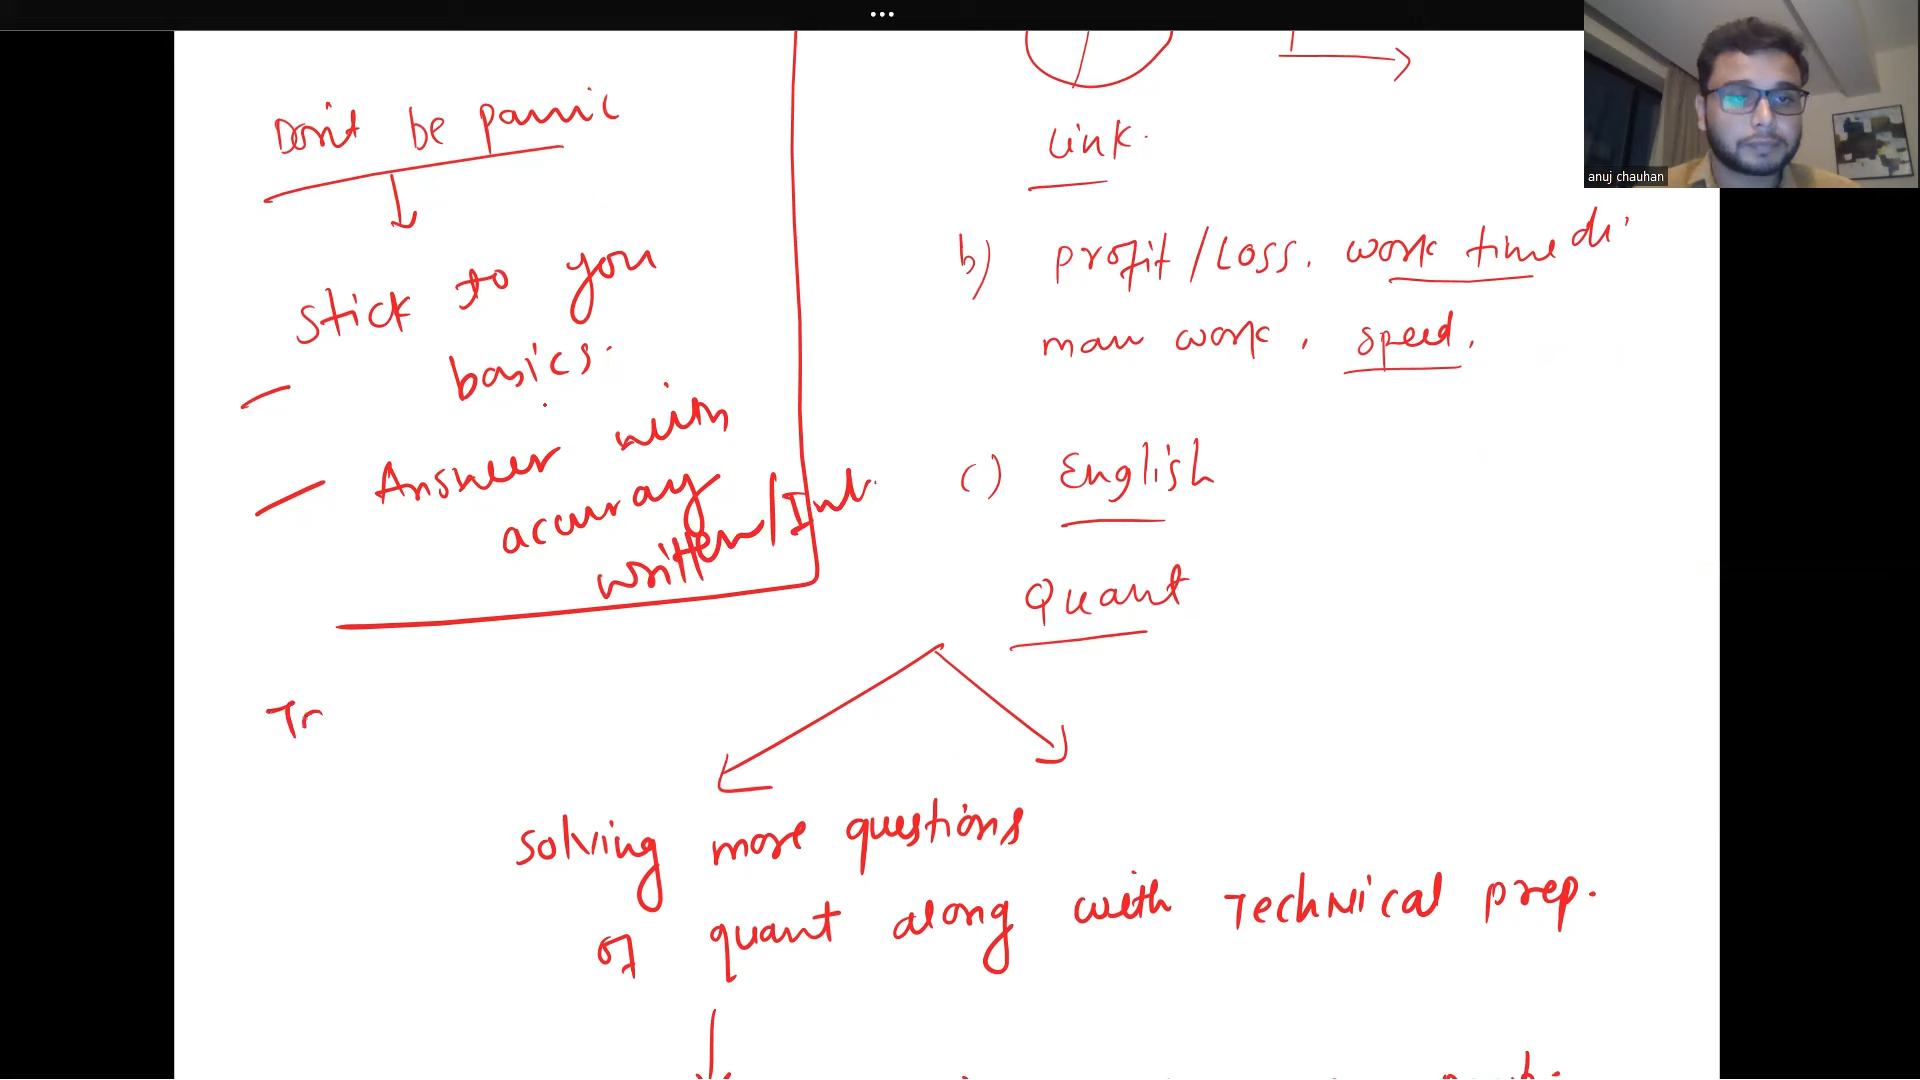 Don't be panic
stick to you
basics.
— Answer with
accuray
written/Int.
Link.
b) profit/Loss. work time di
man work, speed.
c) English
Quant
Tr
solving more questions
of quant along with Technical prep.
anuj chauhan